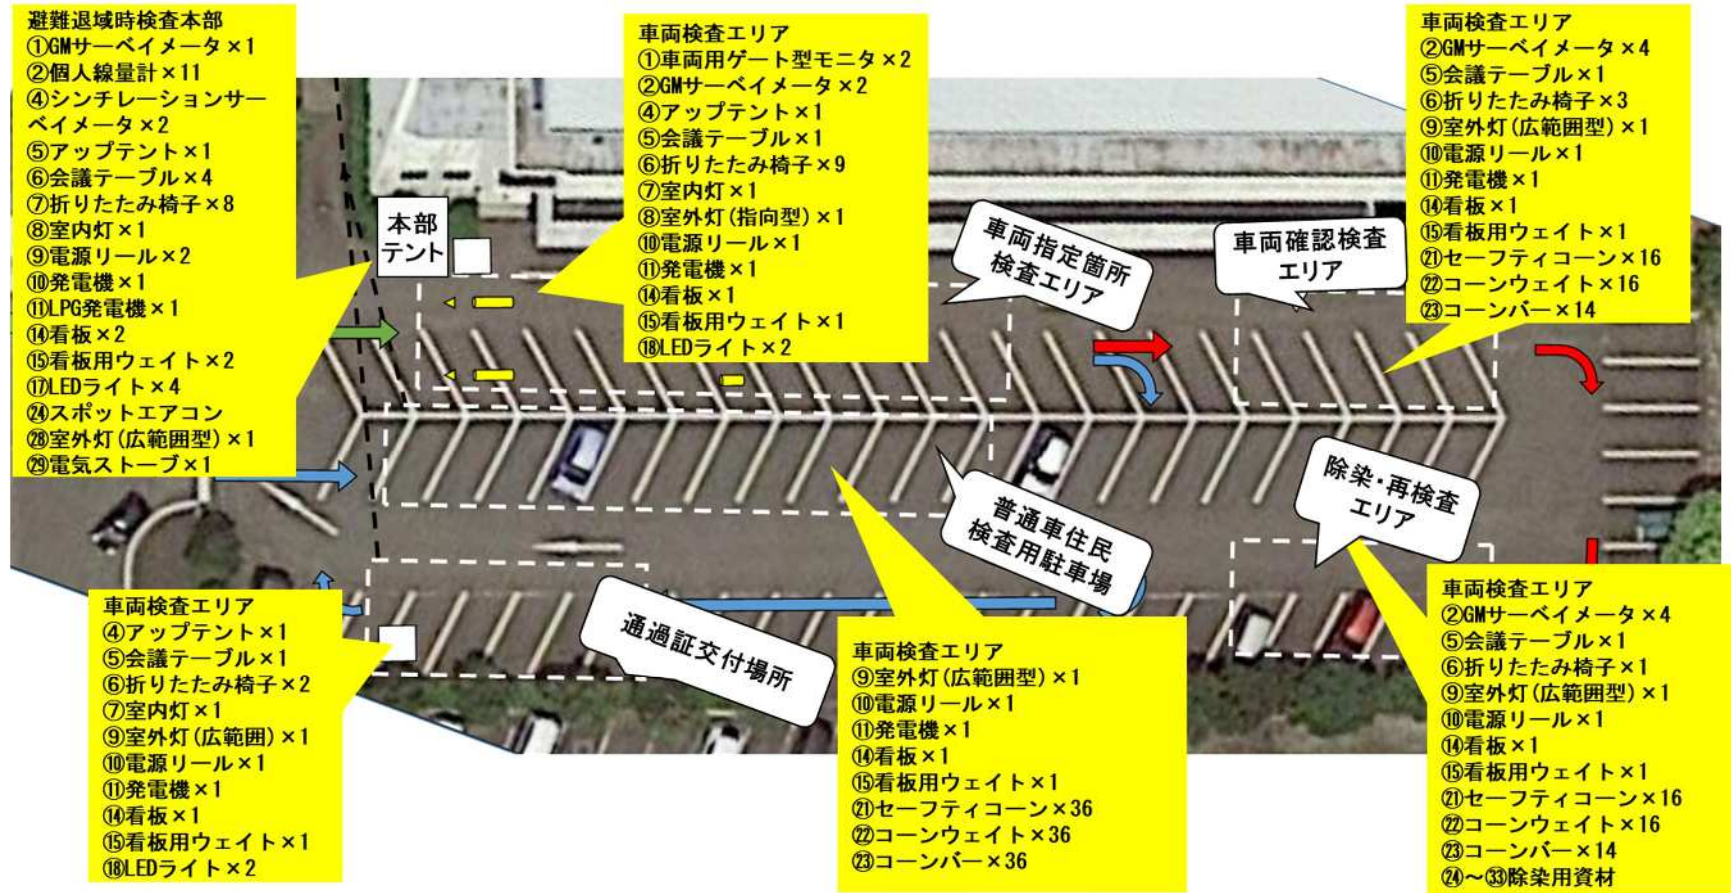 避難退域時検査本部
①GMサーベイメータ×1
②個人線量計×11
④シンチレーションサー
ベイメータ×2
⑤アップテント×1
⑥会議テーブル×4
⑦折りたたみ椅子×8
⑧室内灯×1
⑨電源リール×2
⑩発電機×1
⑪LPG発電機×1
⑭看板×2
⑮看板用ウェイト×2
⑰LEDライト×4
㉔スポットエアコン
㉘室外灯(広範囲型)×1
㉙電気ストーブ×1
車両検査エリア
①車両用ゲート型モニタ×2
②GMサーベイメータ×2
④アップテント×1
⑤会議テーブル×1
⑥折りたたみ椅子×9
⑦室内灯×1
⑧室外灯(指向型)×1
⑩電源リール×1
⑪発電機×1
⑭看板×1
⑮看板用ウェイト×1
⑱LEDライト×2
車両検査エリア
②GMサーベイメータ×4
⑤会議テーブル×1
⑥折りたたみ椅子×3
⑨室外灯(広範囲型)×1
⑩電源リール×1
⑪発電機×1
⑭看板×1
⑮看板用ウェイト×1
㉑セーフティコーン×16
㉒コーンウェイト×16
㉓コーンバー×14
本部
テント
車両指定箇所
検査エリア
車両確認検査
エリア
普通車住民
検査用駐車場
除染・再検査
エリア
通過証交付場所
車両検査エリア
④アップテント×1
⑤会議テーブル×1
⑥折りたたみ椅子×2
⑦室内灯×1
⑨室外灯(広範囲)×1
⑩電源リール×1
⑪発電機×1
⑭看板×1
⑮看板用ウェイト×1
⑱LEDライト×2
車両検査エリア
⑨室外灯(広範囲型)×1
⑩電源リール×1
⑪発電機×1
⑭看板×1
⑮看板用ウェイト×1
㉑セーフティコーン×36
㉒コーンウェイト×36
㉓コーンバー×36
車両検査エリア
②GMサーベイメータ×4
⑤会議テーブル×1
⑥折りたたみ椅子×1
⑨室外灯(広範囲型)×1
⑩電源リール×1
⑭看板×1
⑮看板用ウェイト×1
㉑セーフティコーン×16
㉒コーンウェイト×16
㉓コーンバー×14
㉔～㉝除染用資材